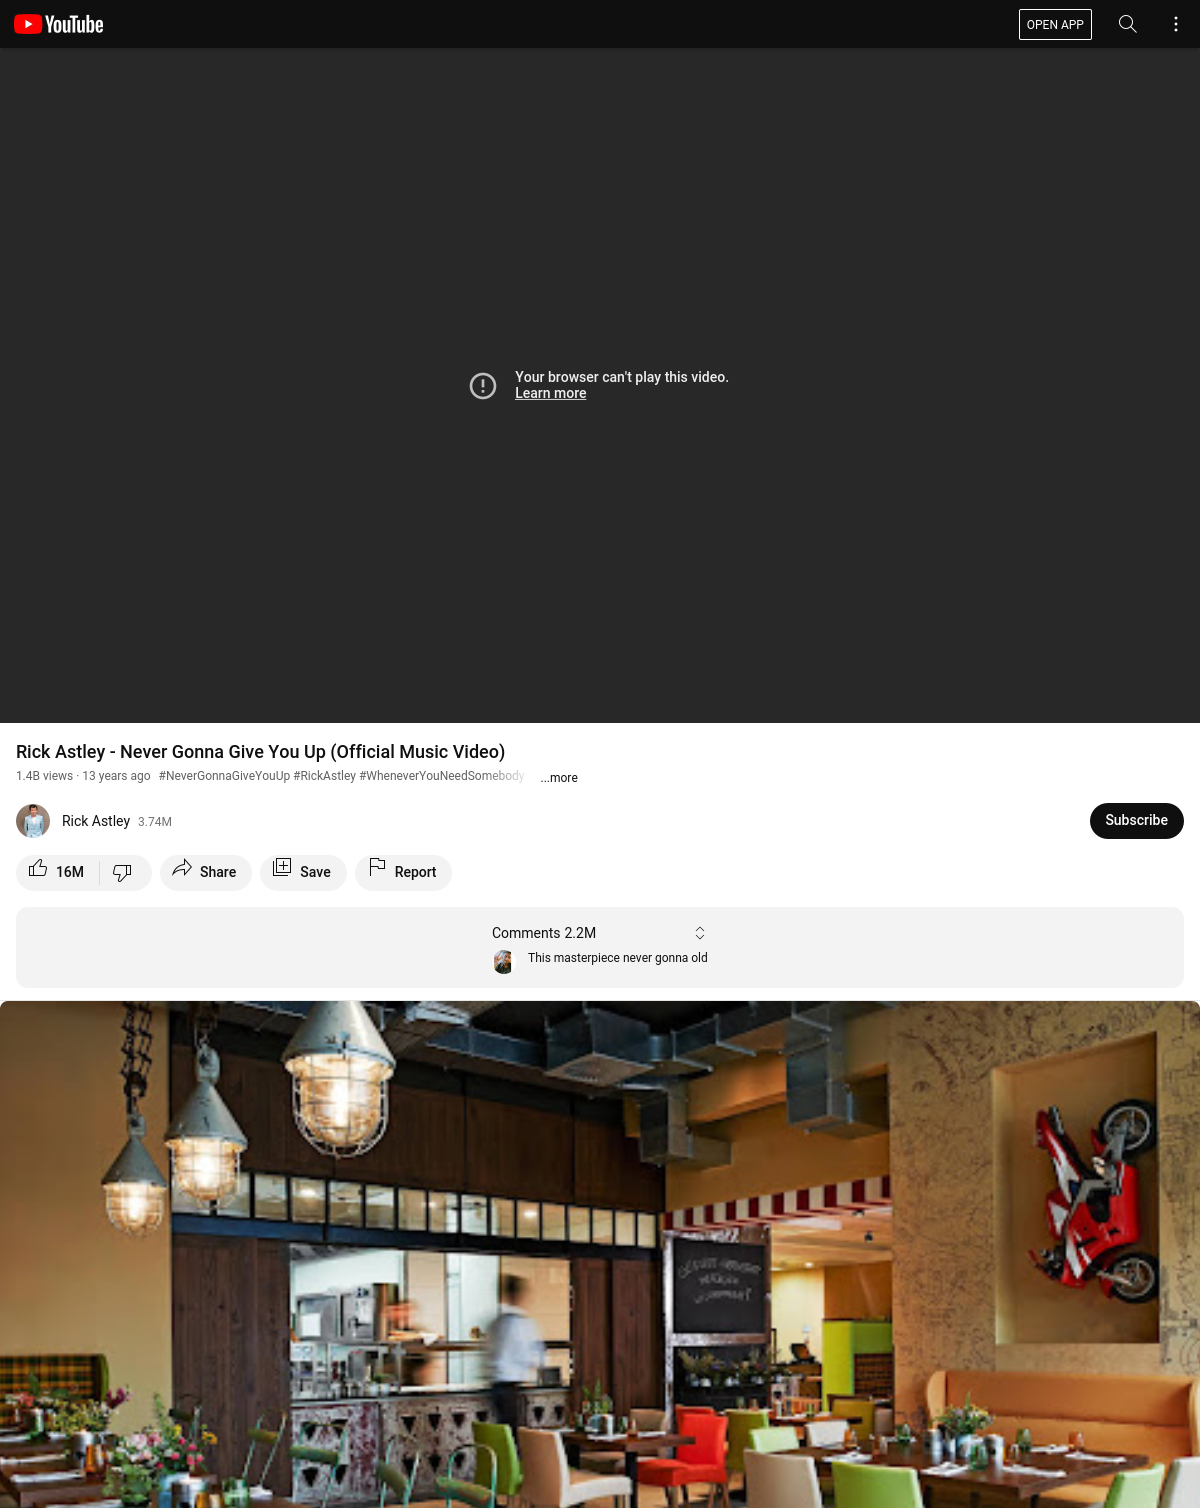 YouTube
OPEN APP
Your browser can't play this video.
Learn more
Rick Astley - Never Gonna Give You Up (Official Music Video)
1.4B views · 13 years ago #NeverGonnaGiveYouUp #RickAstley #WheneverYouNeedSomebody ...more
Rick Astley 3.74M
Subscribe
16M Share Save Report
Comments 2.2M
This masterpiece never gonna old